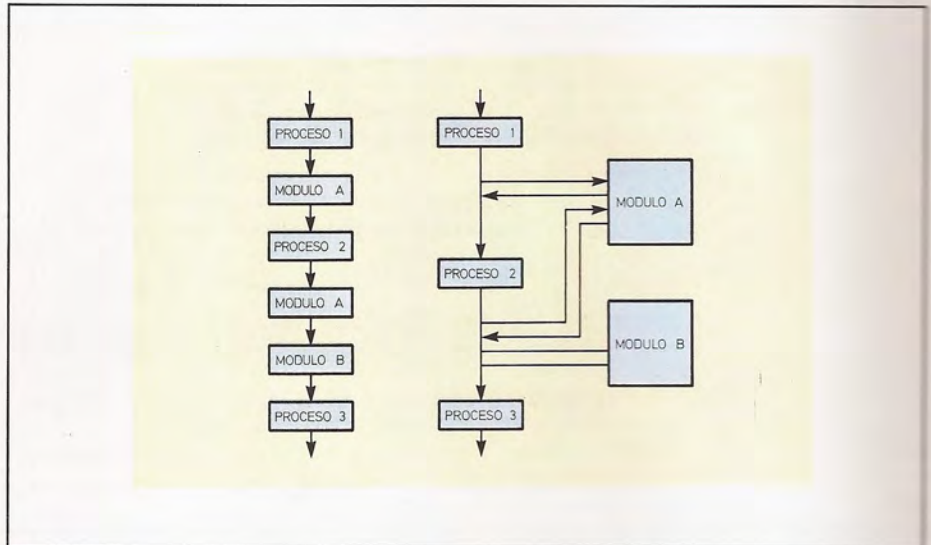 PROCESO 1
MODULO A
PROCESO 2
MODULO A
MODULO B
PROCESO 3
PROCESO 1
MODULO A
PROCESO 2
MODULO B
PROCESO 3